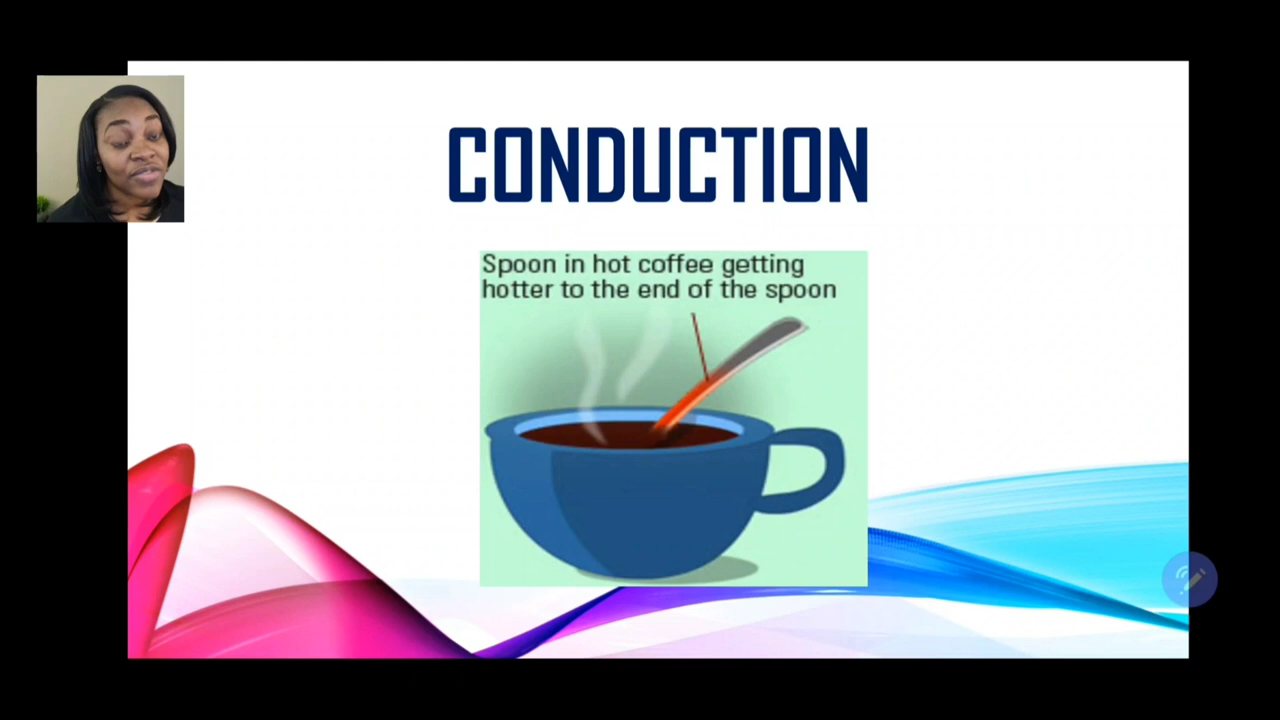 CONDUCTION
Spoon in hot coffee getting
hotter to the end of the spoon